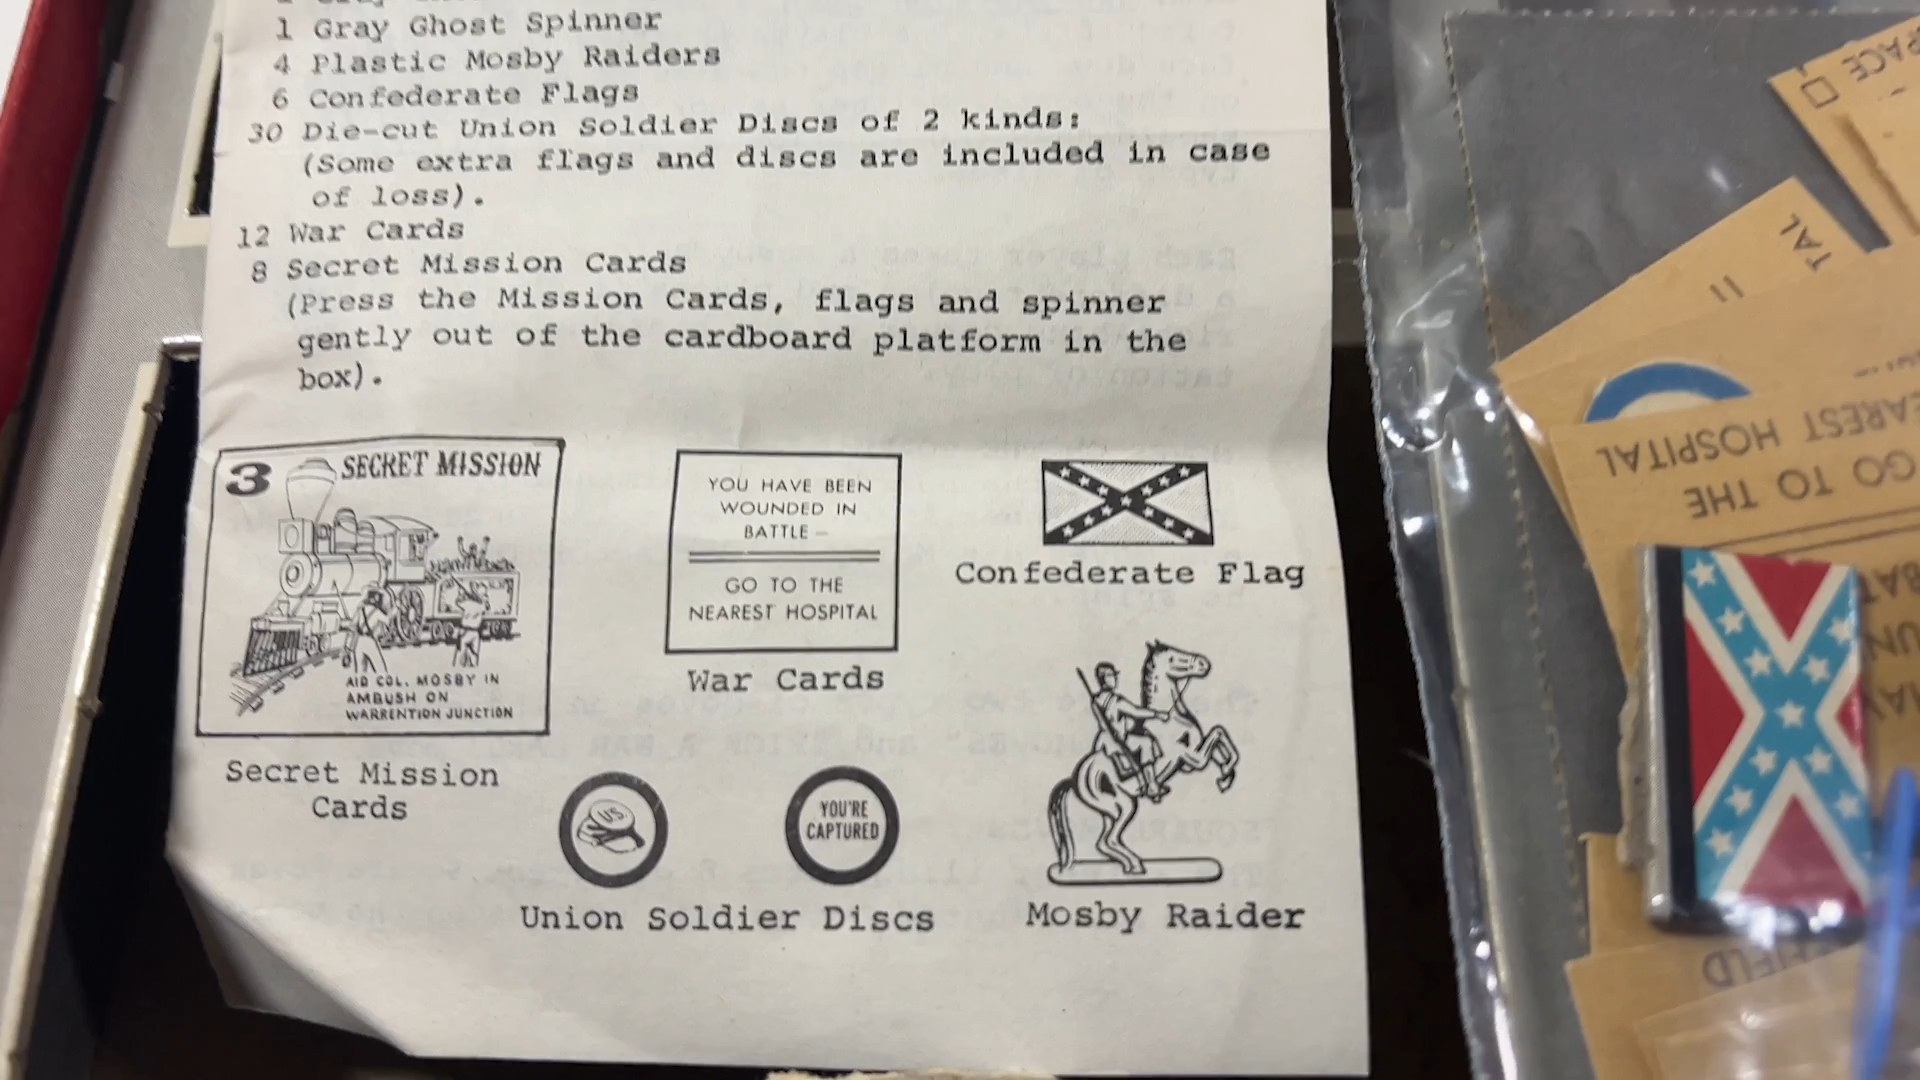 1 Gray Ghost Spinner
4 Plastic Mosby Raiders
6 Confederate Flags
30 Die-cut Union Soldier Discs of 2 kinds:
(Some extra flags and discs are included in case
of loss).
12 War Cards
8 Secret Mission Cards
(Press the Mission Cards, flags and spinner
gently out of the cardboard platform in the
box).
3 SECRET MISSION
AID COL. MOSBY IN
AMBUSH ON
WARRENTION JUNCTION
Secret Mission
Cards
YOU HAVE BEEN
WOUNDED IN
BATTLE —
GO TO THE
NEAREST HOSPITAL
War Cards
Confederate Flag
US
YOU'RE
CAPTURED
Union Soldier Discs
Mosby Raider
GO TO THE
EAREST HOSPITAL